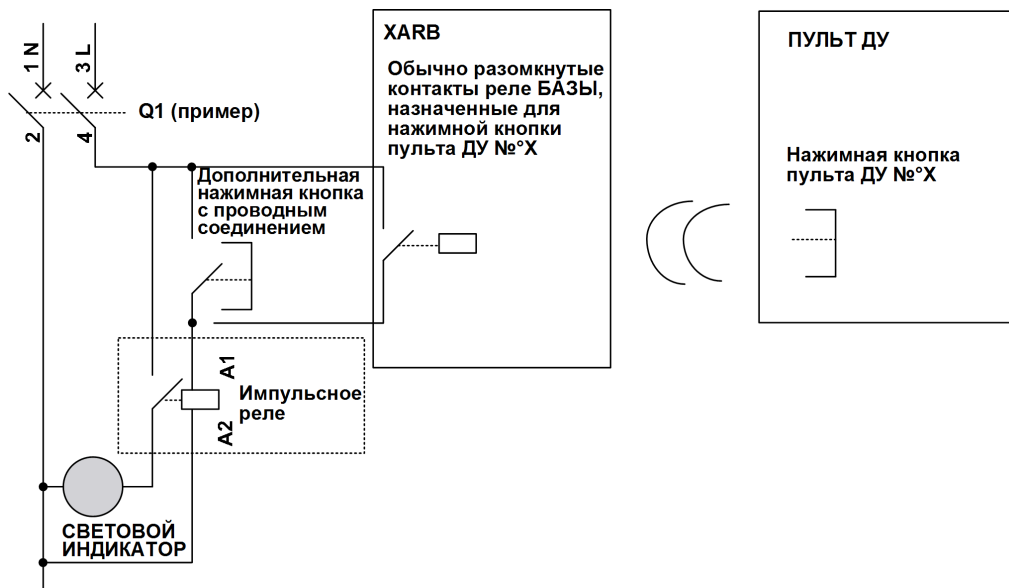 1 N
3 L
Q1 (пример)
2
4
XARB
Обычно разомкнутые
контакты реле БАЗЫ,
назначенные для
нажимной кнопки
пульта ДУ №°X
ПУЛЬТ ДУ
Нажимная кнопка
пульта ДУ №°X
Дополнительная
нажимная кнопка
с проводным
соединением
A1
Импульсное
реле
A2
СВЕТОВОЙ
ИНДИКАТОР